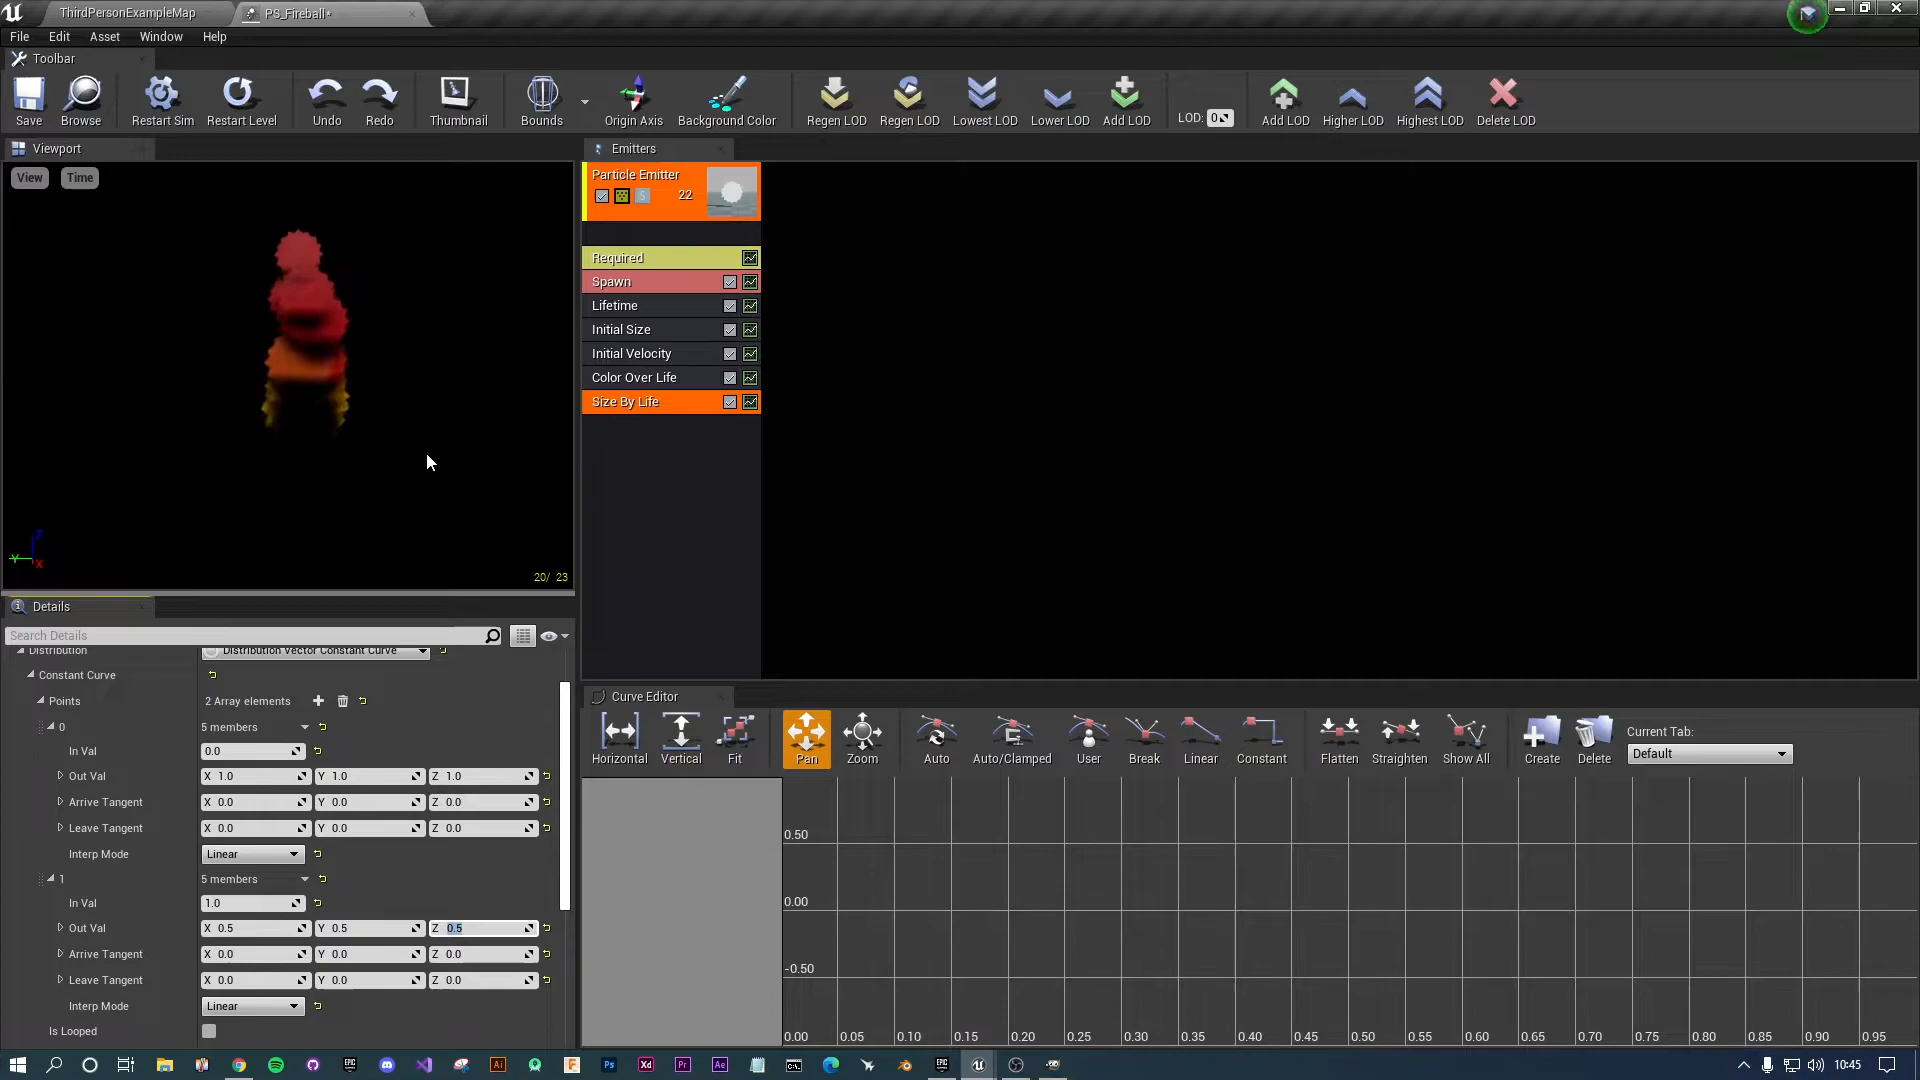 ThirdPersonExampleMap
PS_Fireball*
File Edit Asset Window Help
Toolbar
Save Browse Restart Sim Restart Level Undo Redo Thumbnail Bounds Origin Axis Background Color Regen LOD Regen LOD Lowest LOD Lower LOD Add LOD LOD: 0 Add LOD Higher LOD Highest LOD Delete LOD
Viewport
View Time
Z
Y
X
20/ 23
Emitters
Particle Emitter
22
Required
Spawn
Lifetime
Initial Size
Initial Velocity
Color Over Life
Size By Life
Details
Search Details
Distribution Distribution Vector Constant Curve
Constant Curve
Points 2 Array elements
0 5 members
In Val 0.0
Out Val X 1.0 Y 1.0 Z 1.0
Arrive Tangent X 0.0 Y 0.0 Z 0.0
Leave Tangent X 0.0 Y 0.0 Z 0.0
Interp Mode Linear
1 5 members
In Val 1.0
Out Val X 0.5 Y 0.5 Z 0.5
Arrive Tangent X 0.0 Y 0.0 Z 0.0
Leave Tangent X 0.0 Y 0.0 Z 0.0
Interp Mode Linear
Is Looped
Curve Editor
Horizontal Vertical Fit Pan Zoom Auto Auto/Clamped User Break Linear Constant Flatten Straighten Show All Create Delete
Current Tab:
Default
0.50
0.00
-0.50
0.00 0.05 0.10 0.15 0.20 0.25 0.30 0.35 0.40 0.45 0.50 0.55 0.60 0.65 0.70 0.75 0.80 0.85 0.90 0.95
EPIC Ai Ps Xd Pr Ae EPIC
10:45